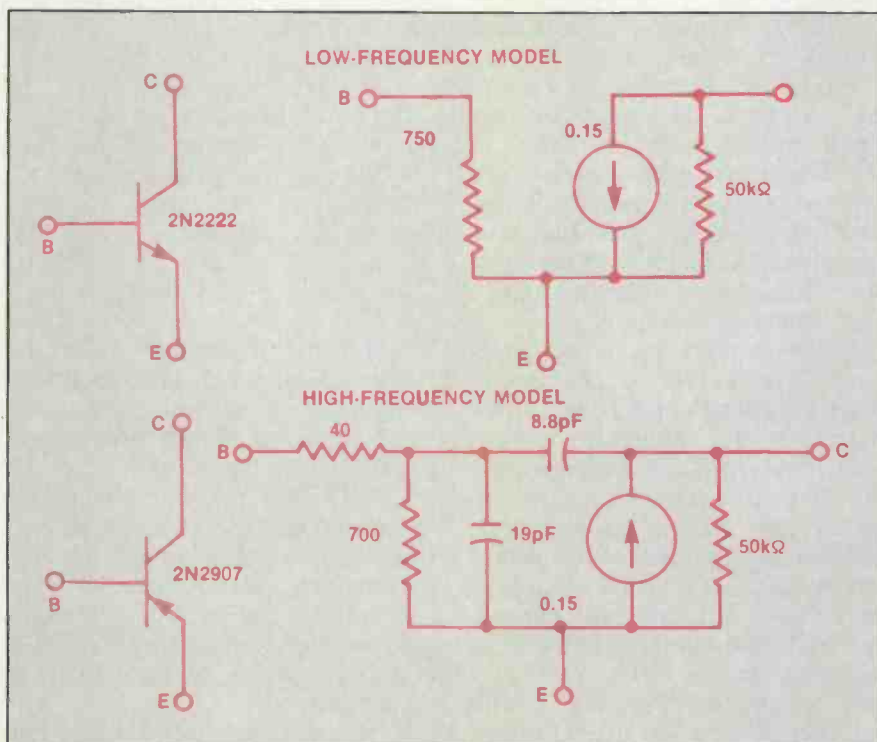 LOW-FREQUENCY MODEL
C
B
2N2222
E
B
750
0.15
50kΩ
E
HIGH-FREQUENCY MODEL
C
B
2N2907
E
B
40
8.8pF
C
700
19pF
0.15
50kΩ
E